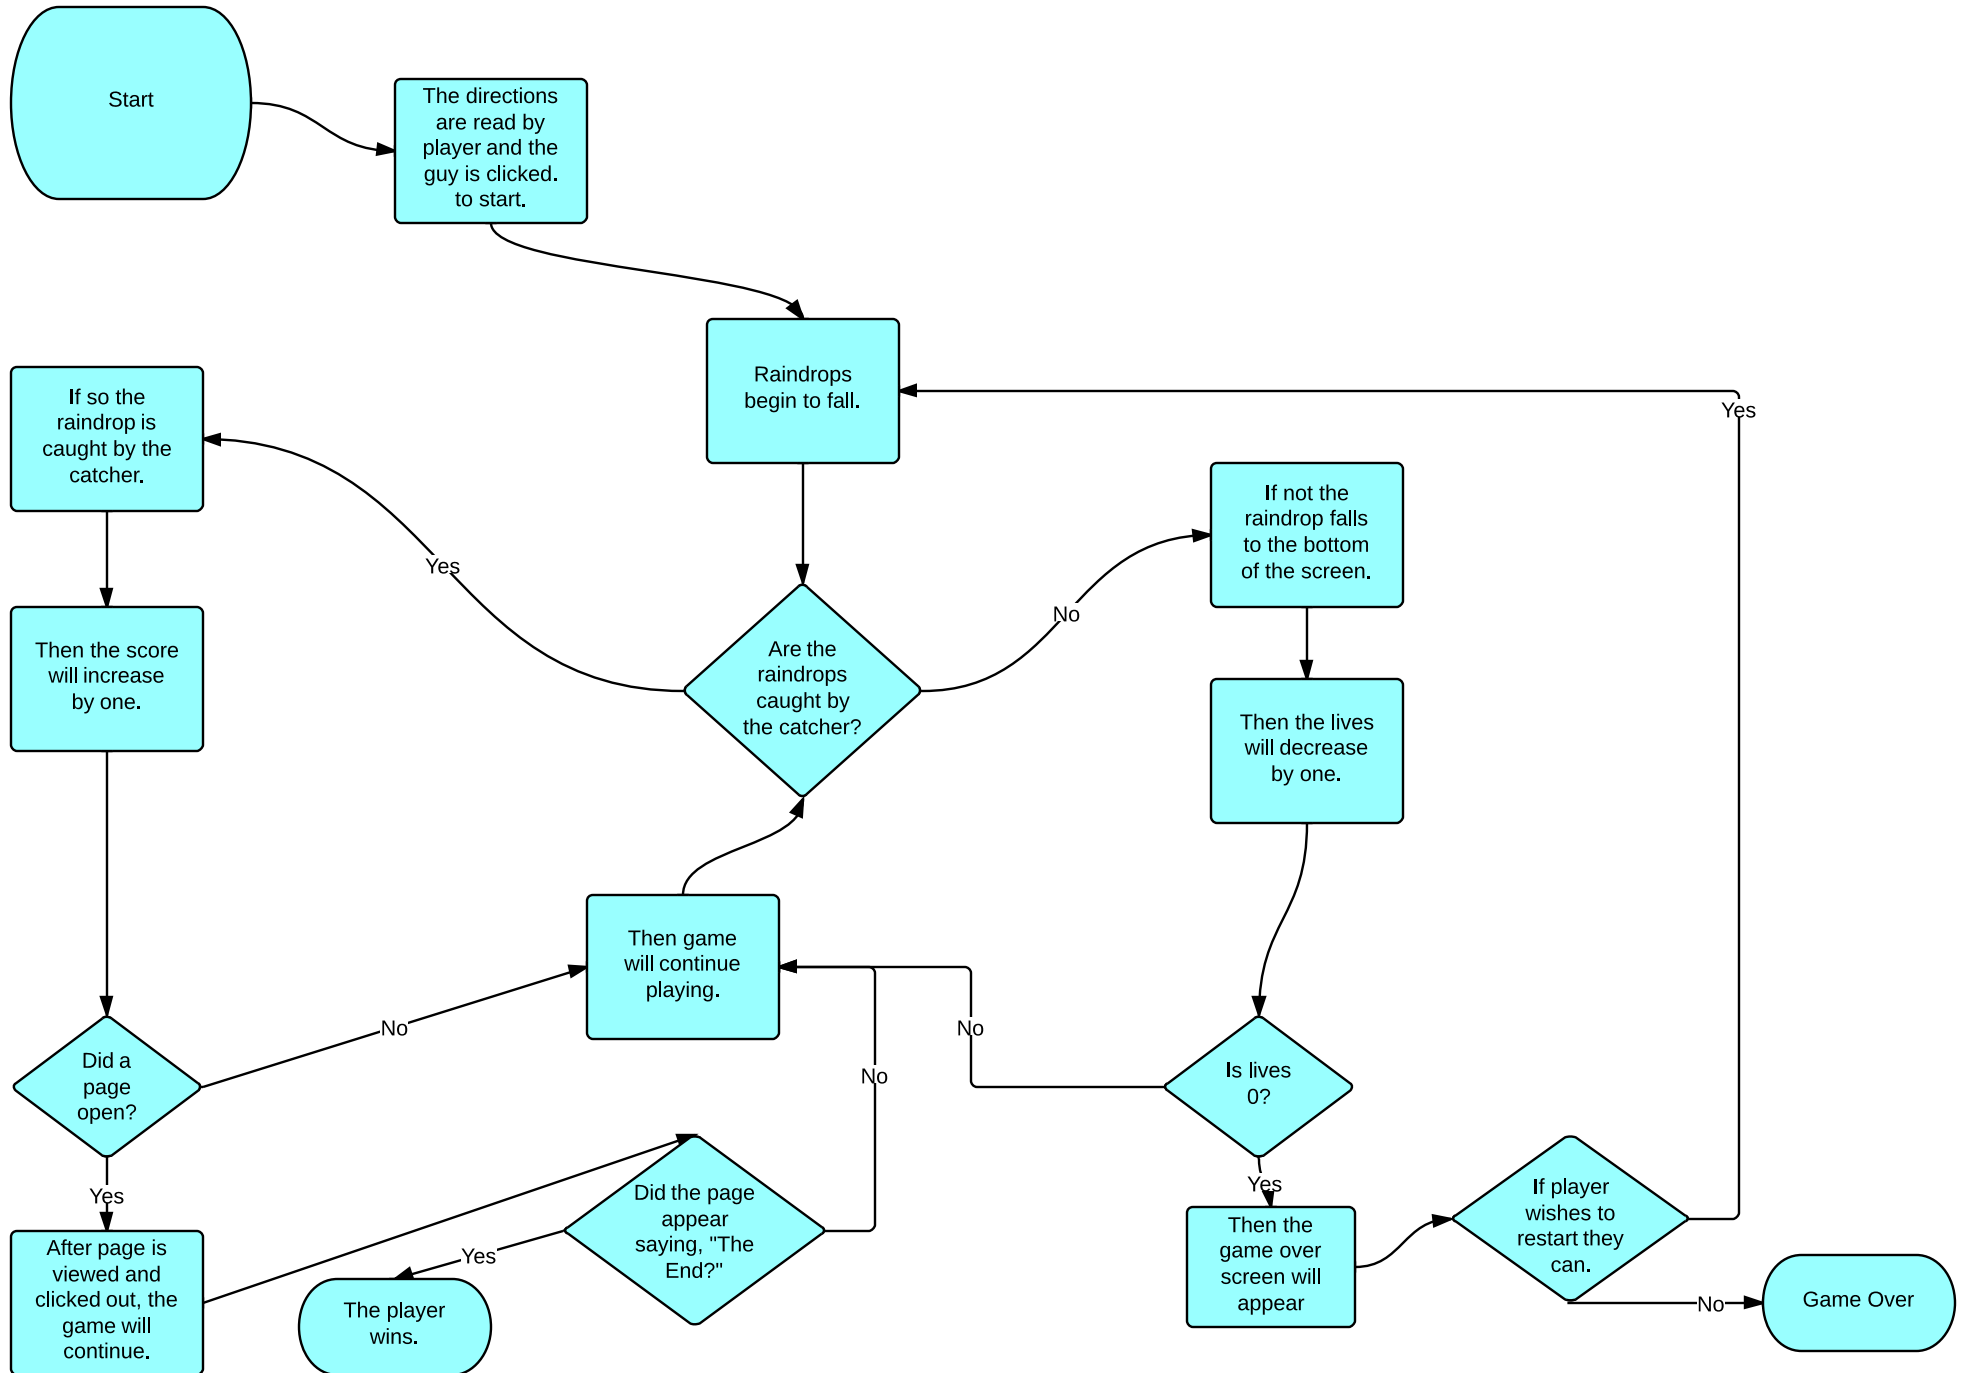 Start
The directions
are read by
player and the
guy is clicked.
to start.
Raindrops
begin to fall.
Yes
If so the
raindrop is
caught by the
catcher.
If not the
raindrop falls
to the bottom
of the screen.
Yes
No
Then the score
will increase
by one.
Are the
raindrops
caught by
the catcher?
Then the lives
will decrease
by one.
Then game
will continue
playing.
No
No
No
Did a
page
open?
Is lives
0?
Yes
Yes
Did the page
appear
saying, "The
End?"
If player
wishes to
restart they
can.
After page is
viewed and
clicked out, the
game will
continue.
Yes
The player
wins.
Then the
game over
screen will
appear
No
Game Over